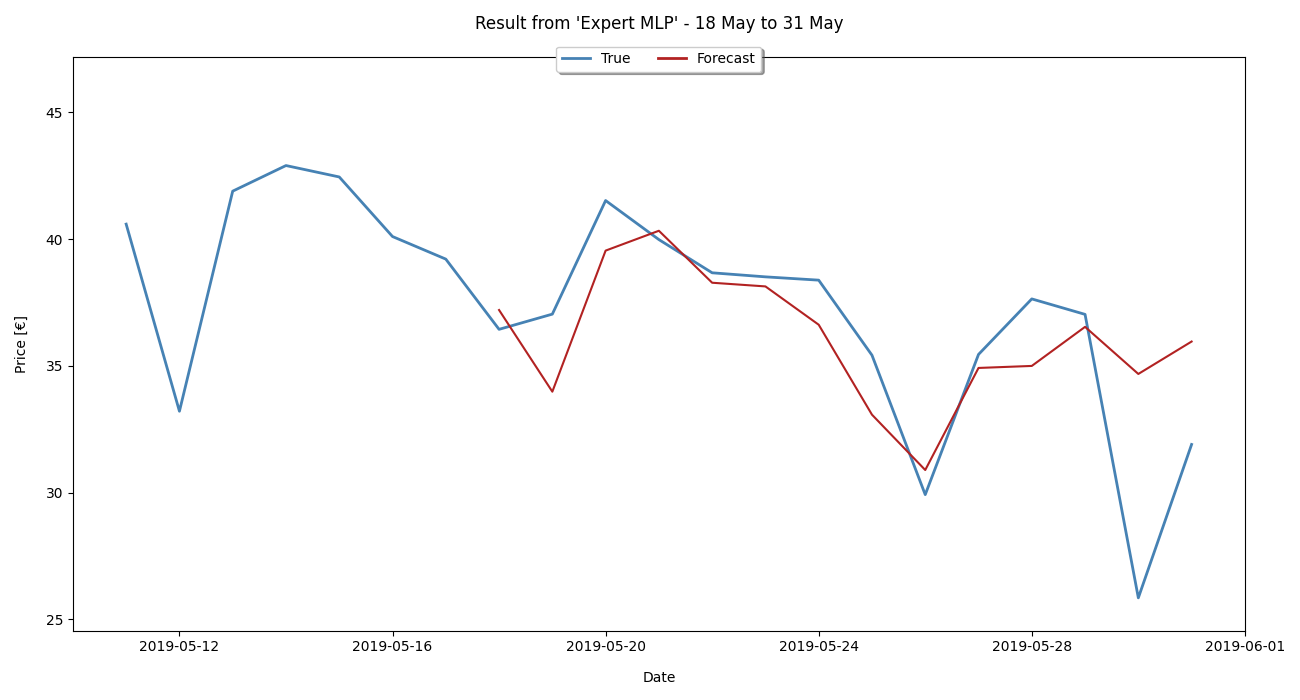 Result from 'Expert MLP' - 18 May to 31 May
True Forecast
45
40
35
30
25
Price [€]
2019-05-12 2019-05-16 2019-05-20 2019-05-24 2019-05-28 2019-06-01
Date